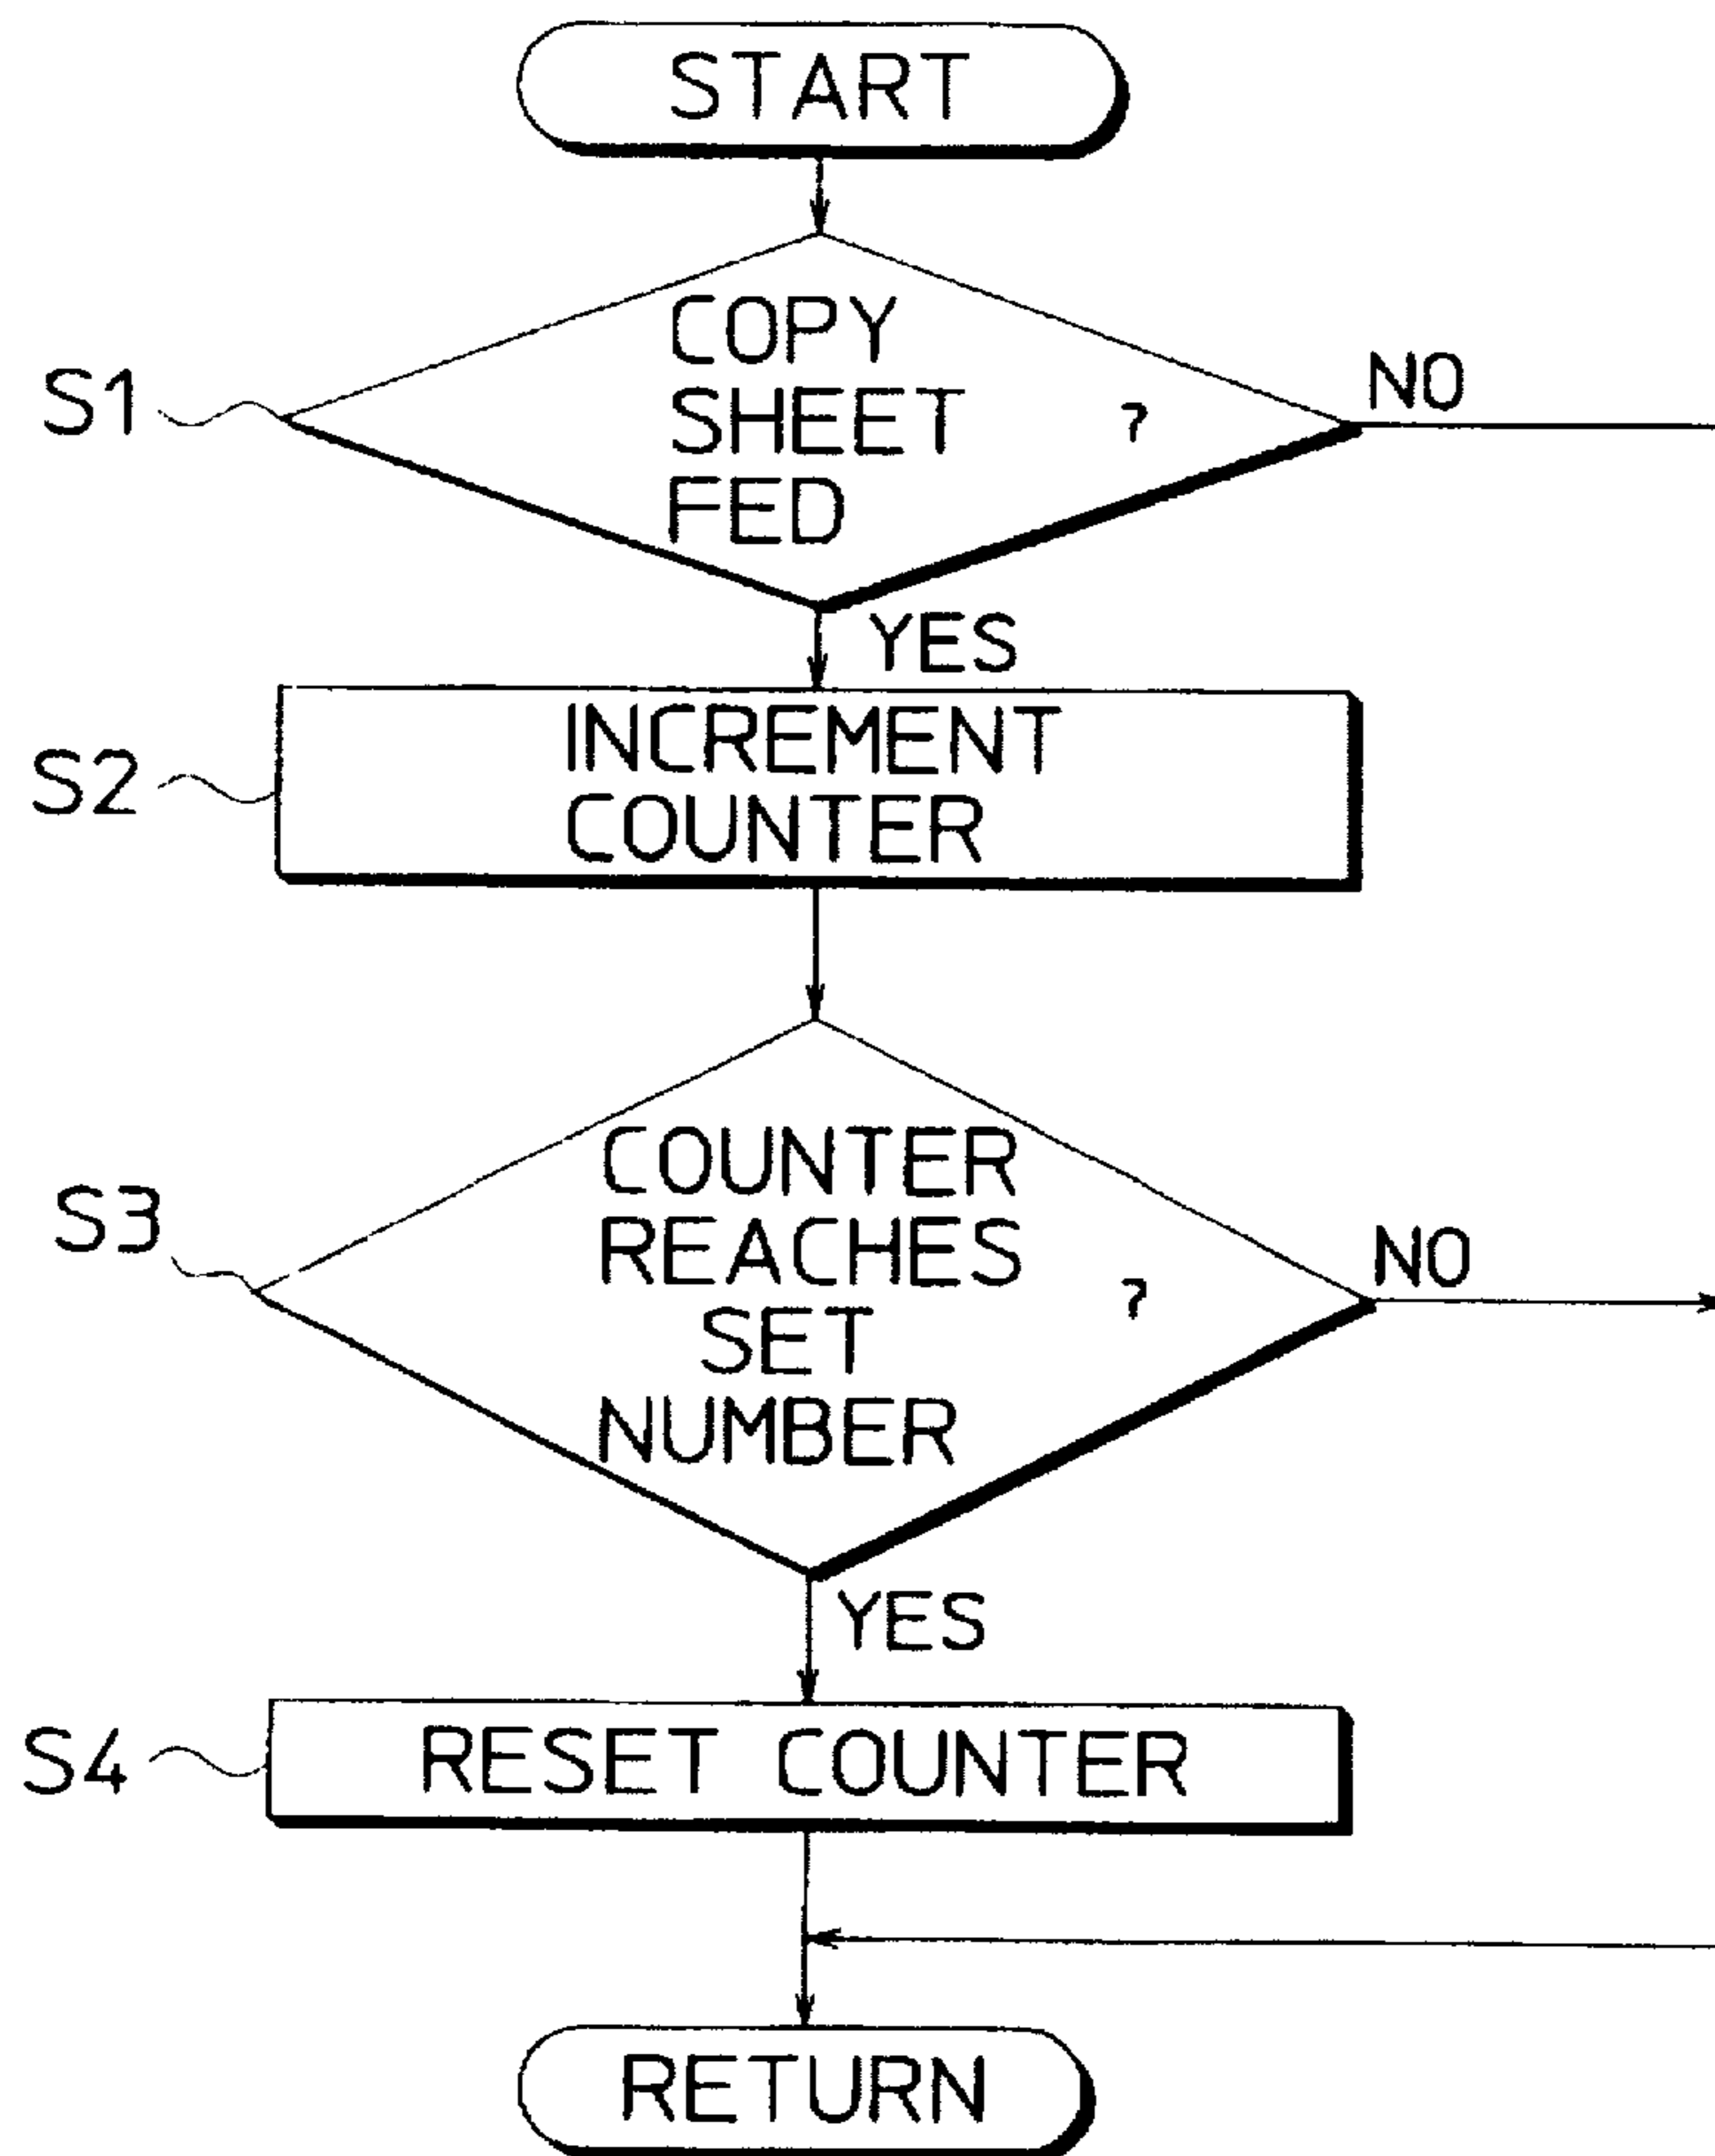 START
S1
COPY
SHEET
FED
?
NO
YES
S2
INCREMENT
COUNTER
S3
COUNTER
REACHES
SET
NUMBER
?
NO
YES
S4
RESET COUNTER
RETURN